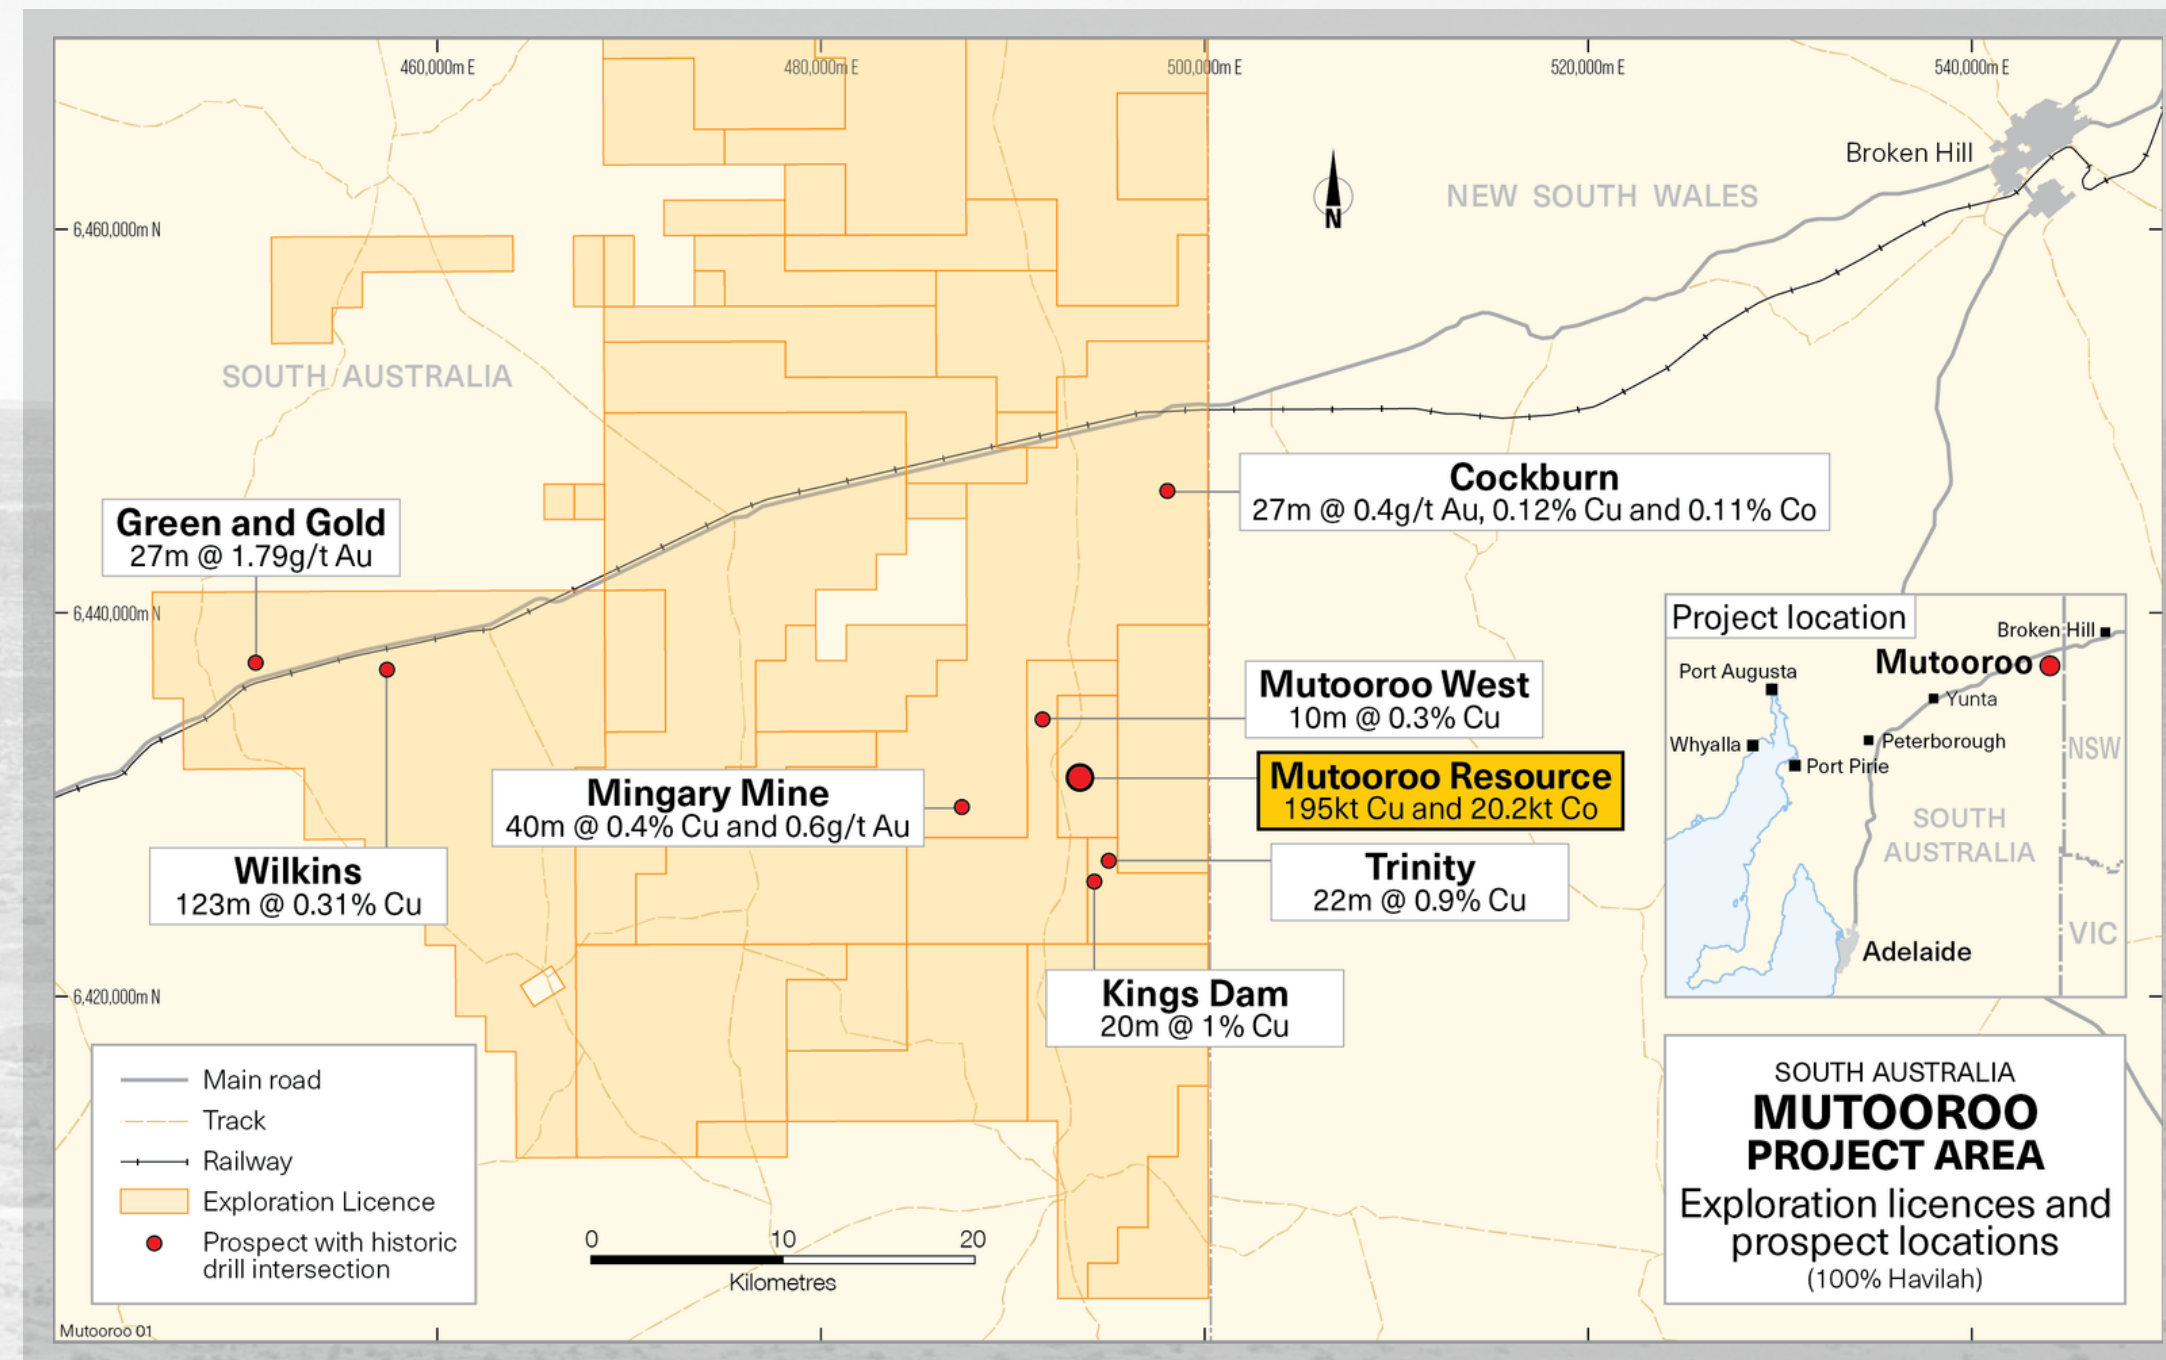 460,000m E
480,000m E
500,000m E
520,000m E
540,000m E
Broken Hill
NEW SOUTH WALES
N
6,460,000m N
SOUTH AUSTRALIA
Cockburn
27m @ 0.4g/t Au, 0.12% Cu and 0.11% Co
Green and Gold
27m @ 1.79g/t Au
6,440,000m N
Mutooroo West
10m @ 0.3% Cu
Mutooroo Resource
195kt Cu and 20.2kt Co
Mingary Mine
40m @ 0.4% Cu and 0.6g/t Au
Wilkins
123m @ 0.31% Cu
Trinity
22m @ 0.9% Cu
Kings Dam
20m @ 1% Cu
6,420,000m N
Project location
Broken Hill
Mutooroo
Port Augusta
Yunta
Whyalla
Peterborough
Port Pirie
NSW
SOUTH
AUSTRALIA
VIC
Adelaide
Main road
Track
Railway
Exploration Licence
Prospect with historic
drill intersection
0 10 20
Kilometres
SOUTH AUSTRALIA
MUTOOROO
PROJECT AREA
Exploration licences and
prospect locations
(100% Havilah)
Mutooroo 01